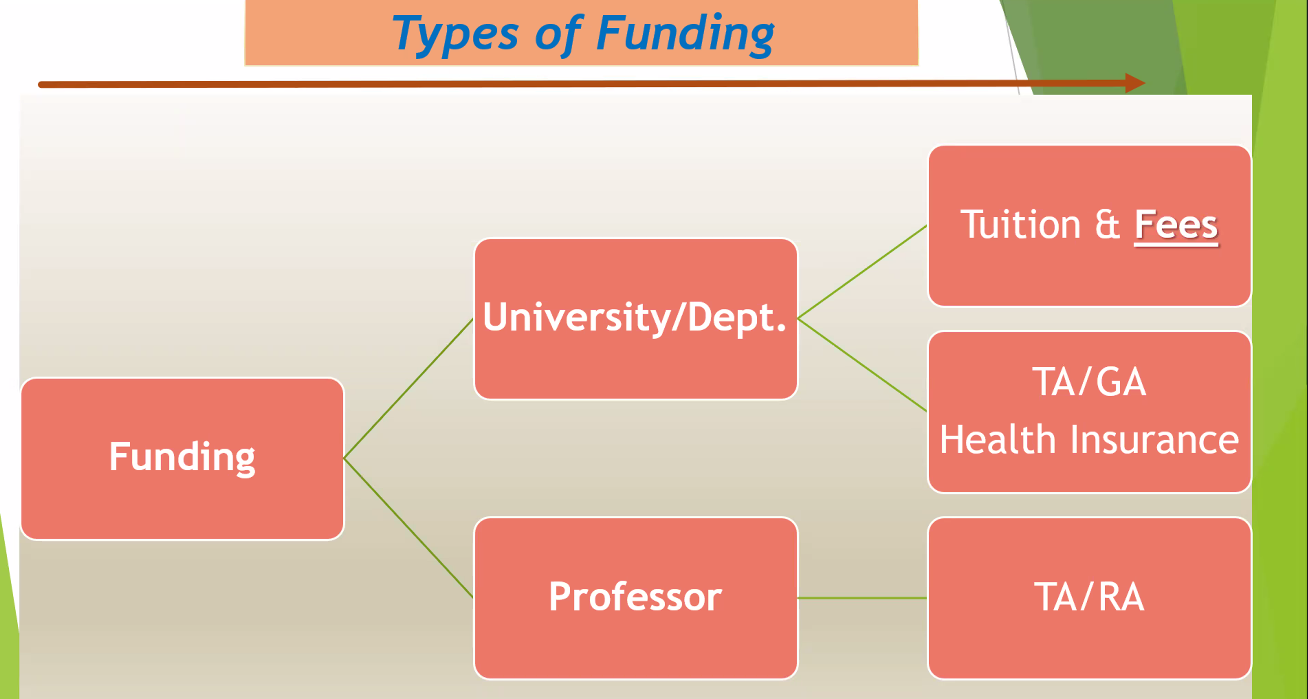 Types of Funding
Tuition & Fees
University/Dept.
TA/GA
Health Insurance
Funding
Professor
TA/RA